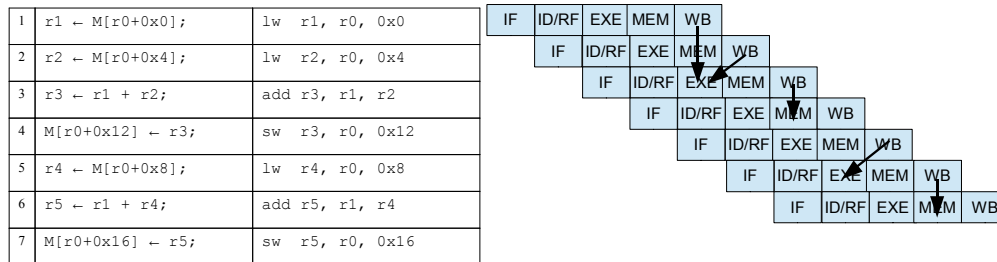 1 r1 ← M[r0+0x0]; lw r1, r0, 0x0
2 r2 ← M[r0+0x4]; lw r2, r0, 0x4
3 r3 ← r1 + r2; add r3, r1, r2
4 M[r0+0x12] ← r3; sw r3, r0, 0x12
5 r4 ← M[r0+0x8]; lw r4, r0, 0x8
6 r5 ← r1 + r4; add r5, r1, r4
7 M[r0+0x16] ← r5; sw r5, r0, 0x16
IF ID/RF EXE MEM WB
IF ID/RF EXE MEM WB
IF ID/RF EXE MEM WB
IF ID/RF EXE MEM WB
IF ID/RF EXE MEM WB
IF ID/RF EXE MEM WB
IF ID/RF EXE MEM WB